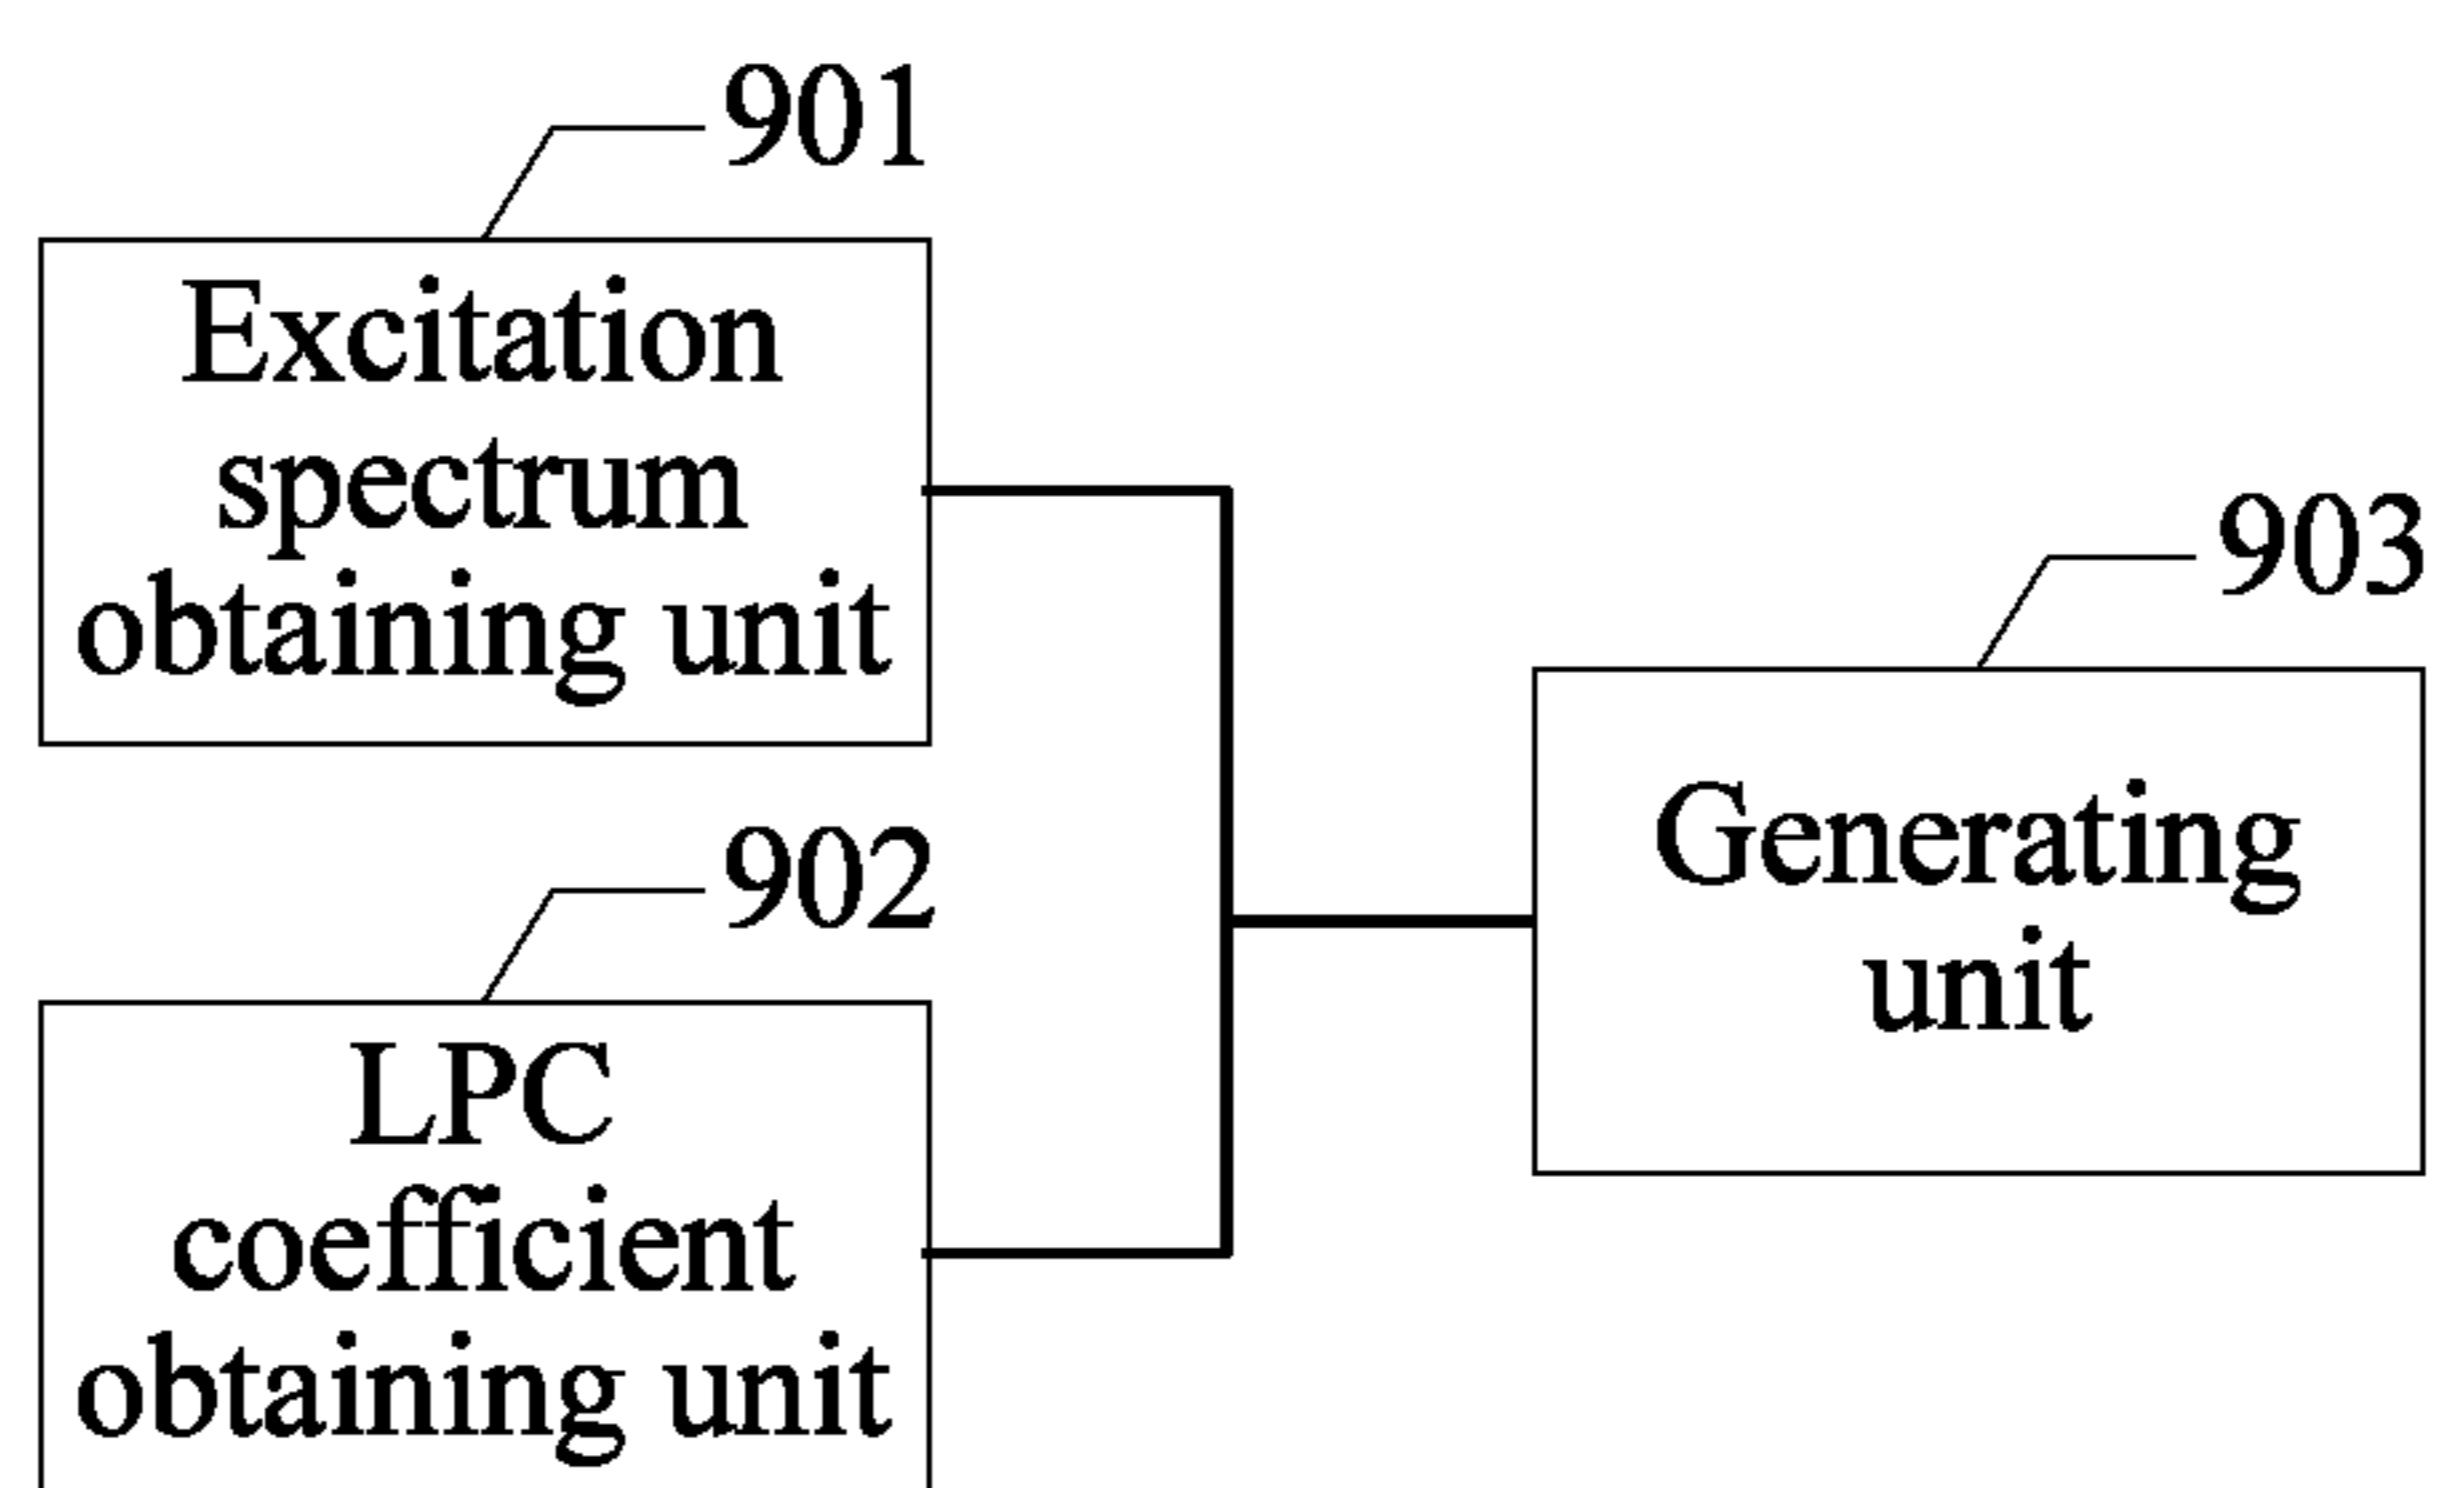 901
Excitation
spectrum
obtaining unit
902
LPC
coefficient
obtaining unit
903
Generating
unit